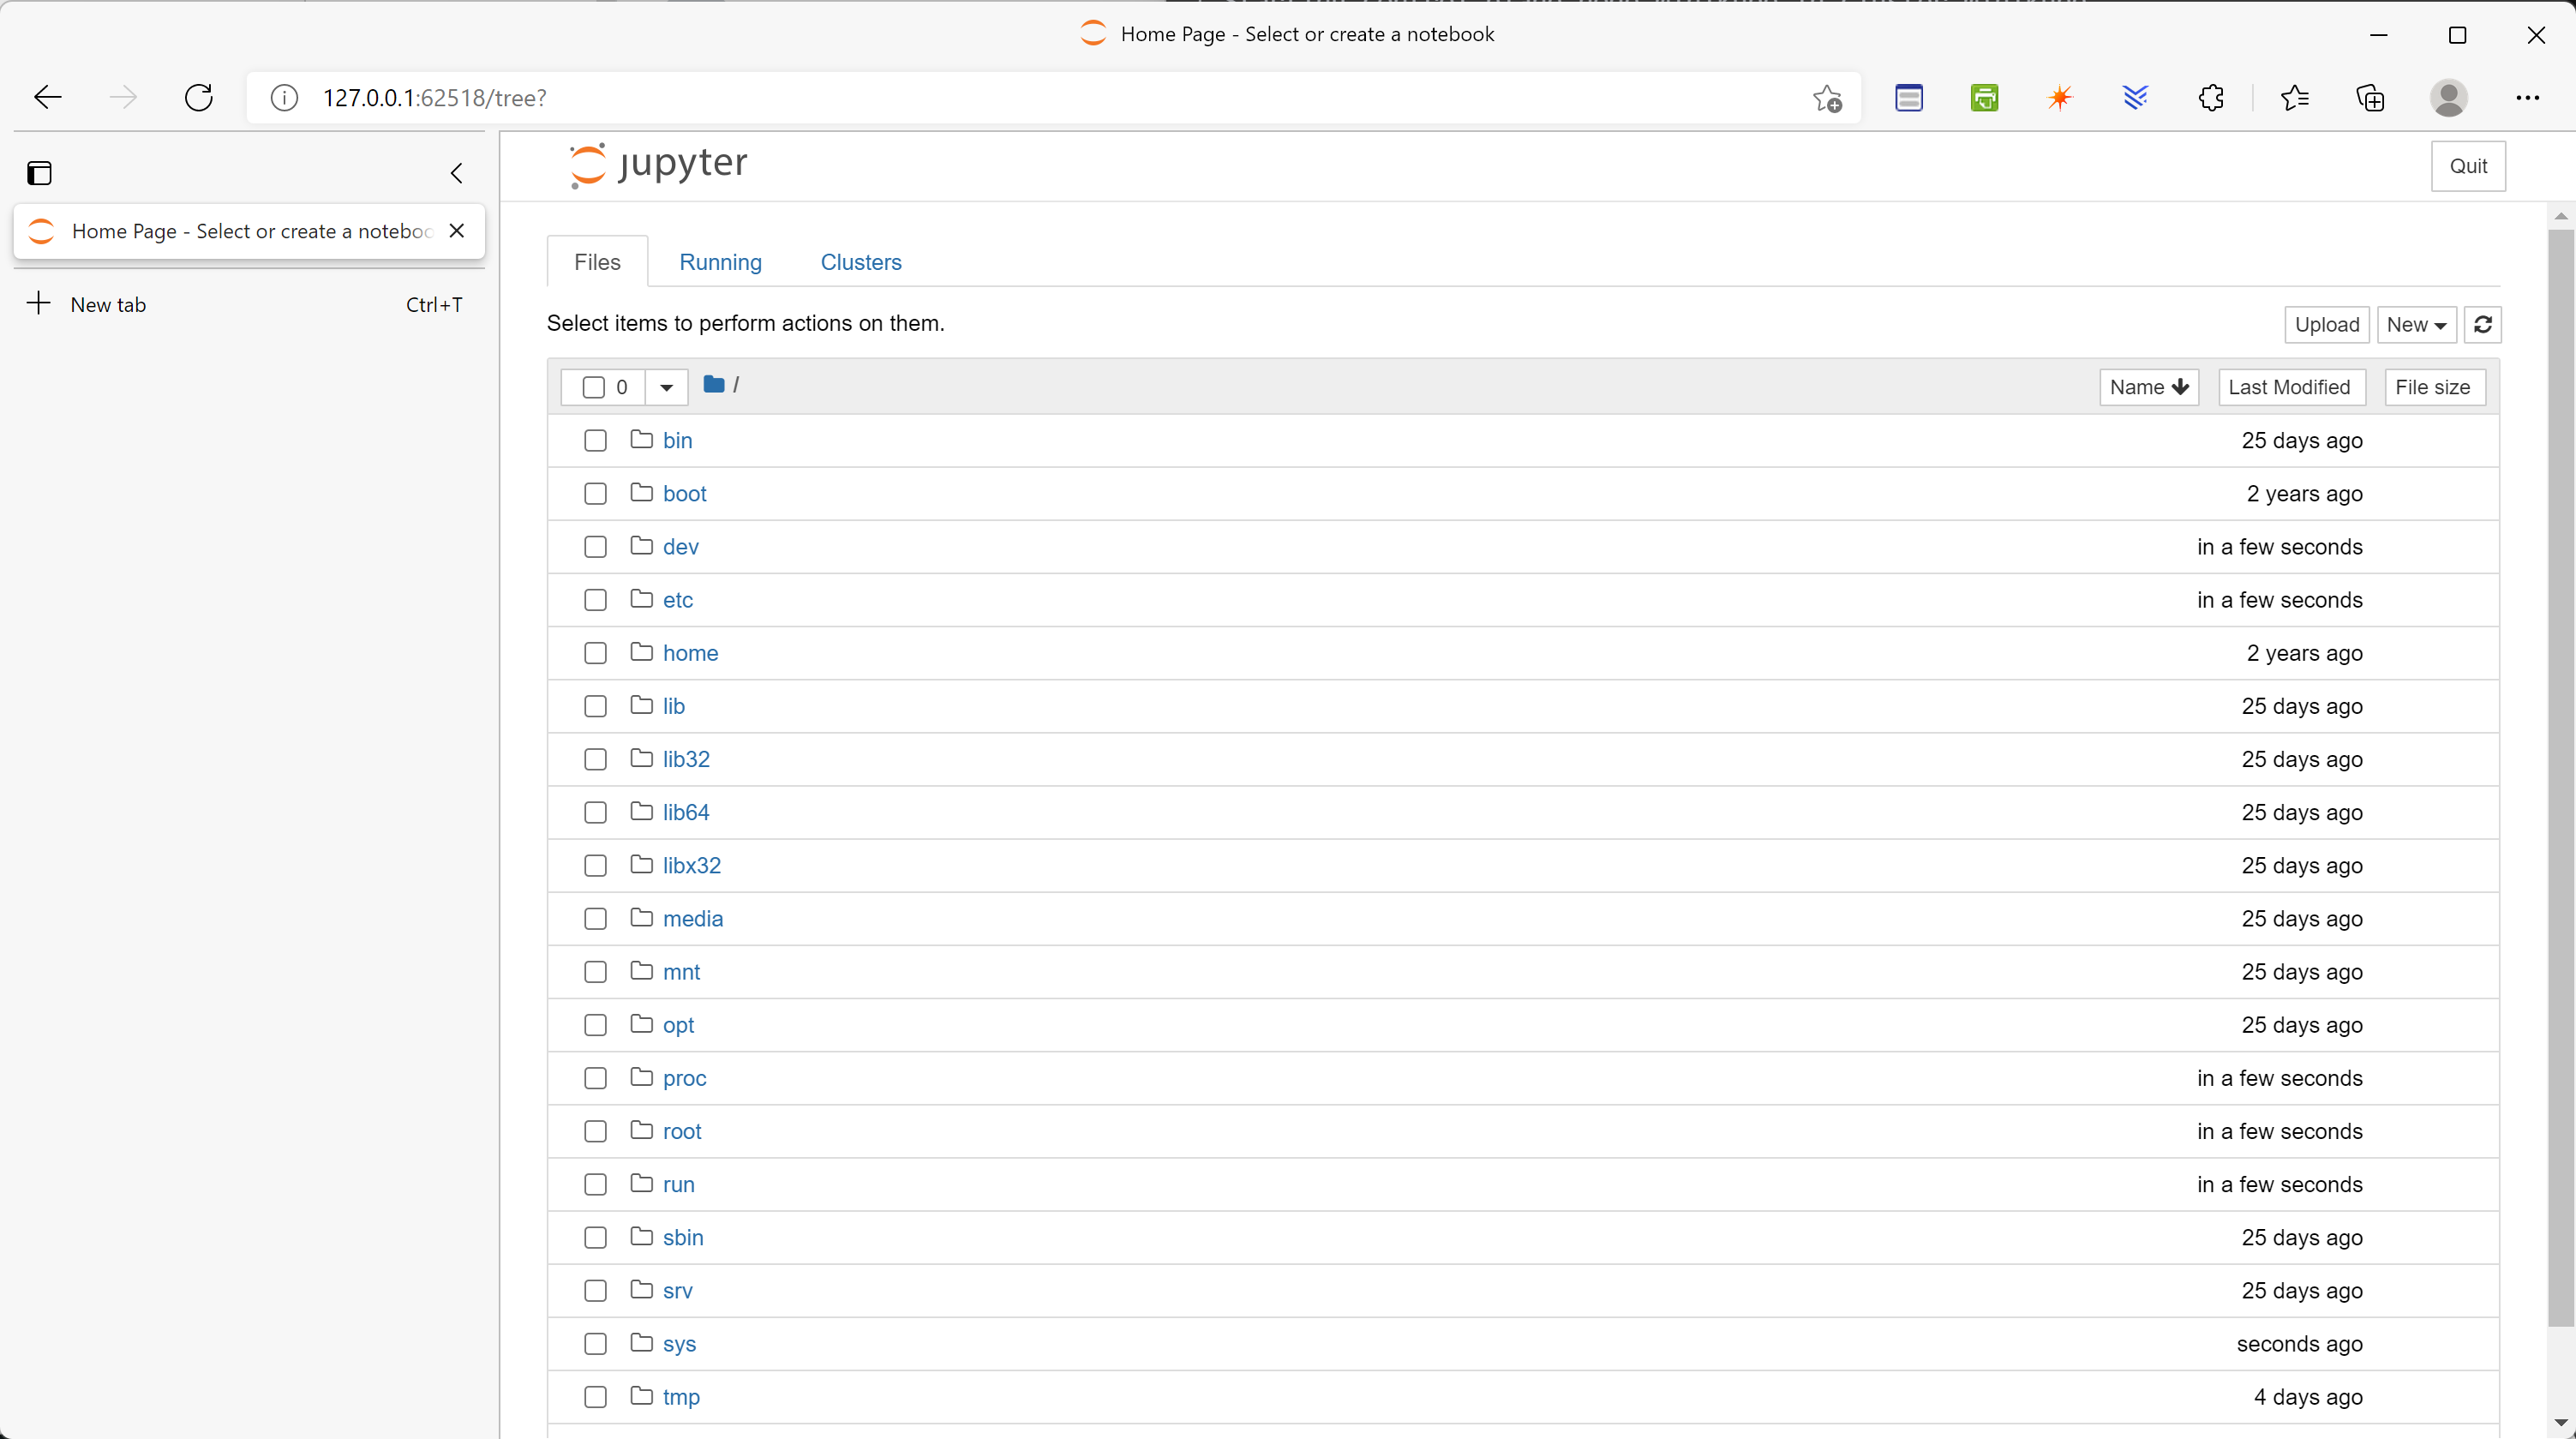 Home Page - Select or create a notebook
127.0.0.1:62518/tree?
Home Page - Select or create a noteboo
New tab Ctrl+T
jupyter
Quit
Files Running Clusters
Select items to perform actions on them.
Upload New
0 / Name Last Modified File size
bin 25 days ago
boot 2 years ago
dev in a few seconds
etc in a few seconds
home 2 years ago
lib 25 days ago
lib32 25 days ago
lib64 25 days ago
libx32 25 days ago
media 25 days ago
mnt 25 days ago
opt 25 days ago
proc in a few seconds
root in a few seconds
run in a few seconds
sbin 25 days ago
srv 25 days ago
sys seconds ago
tmp 4 days ago